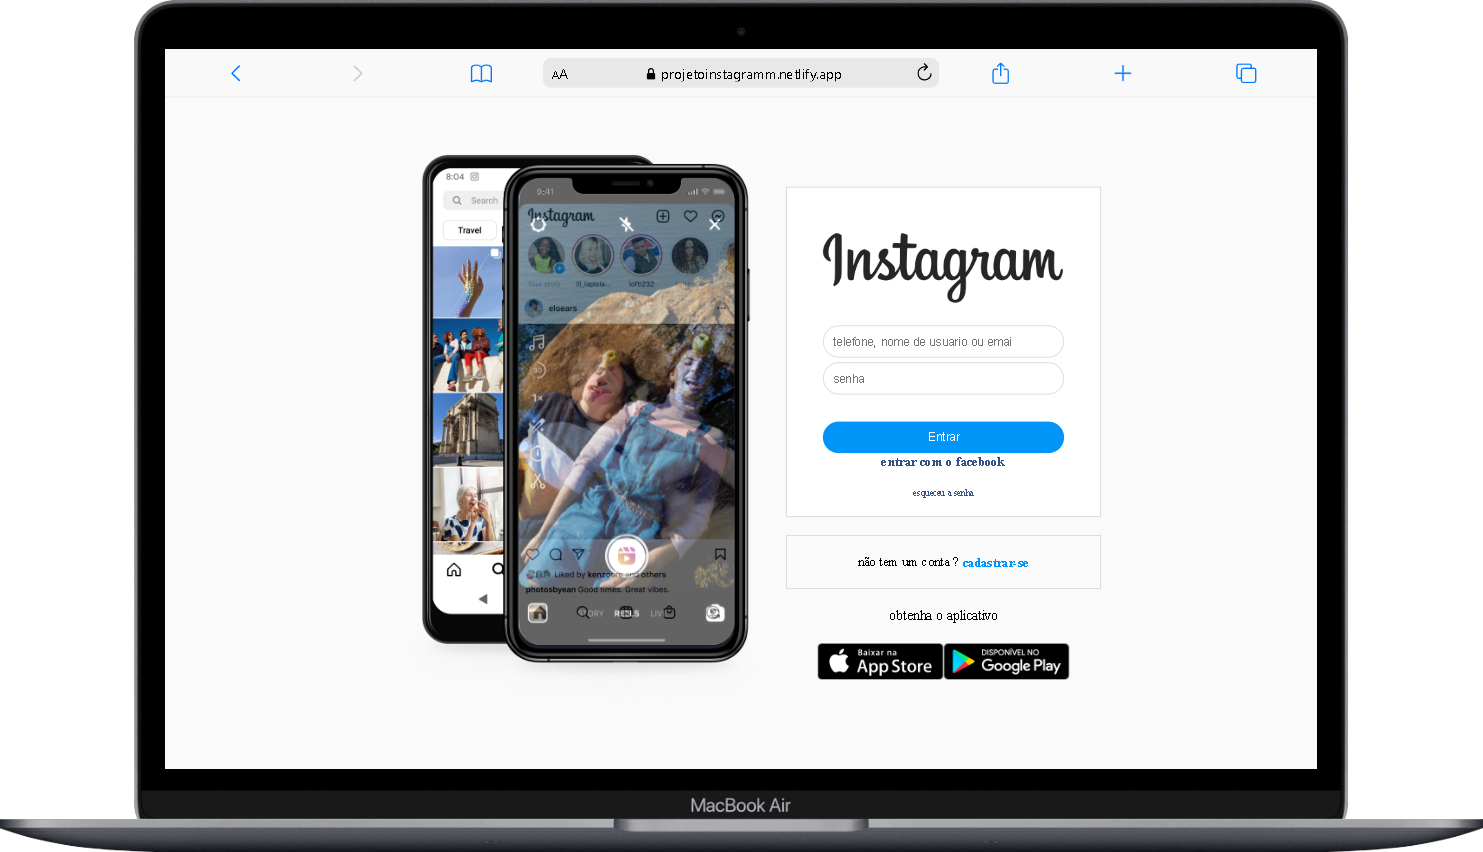 AA
projetoinstagramm.netlify.app
8:04
Search
Travel
9:41
Instagram
Your story
lil_lapisla...
lofti232
eloears
30
1x
Liked by kenzoere and others
photosbyean Good times. Great vibes.
REELS
LIV
Instagram
telefone, nome de usuario ou emai
senha
Entrar
entrar com o facebook
esqueceu a senha
não tem um conta ? cadastrar-se
obtenha o aplicativo
Baixar na
App Store
DISPONÍVEL NO
Google Play
MacBook Air